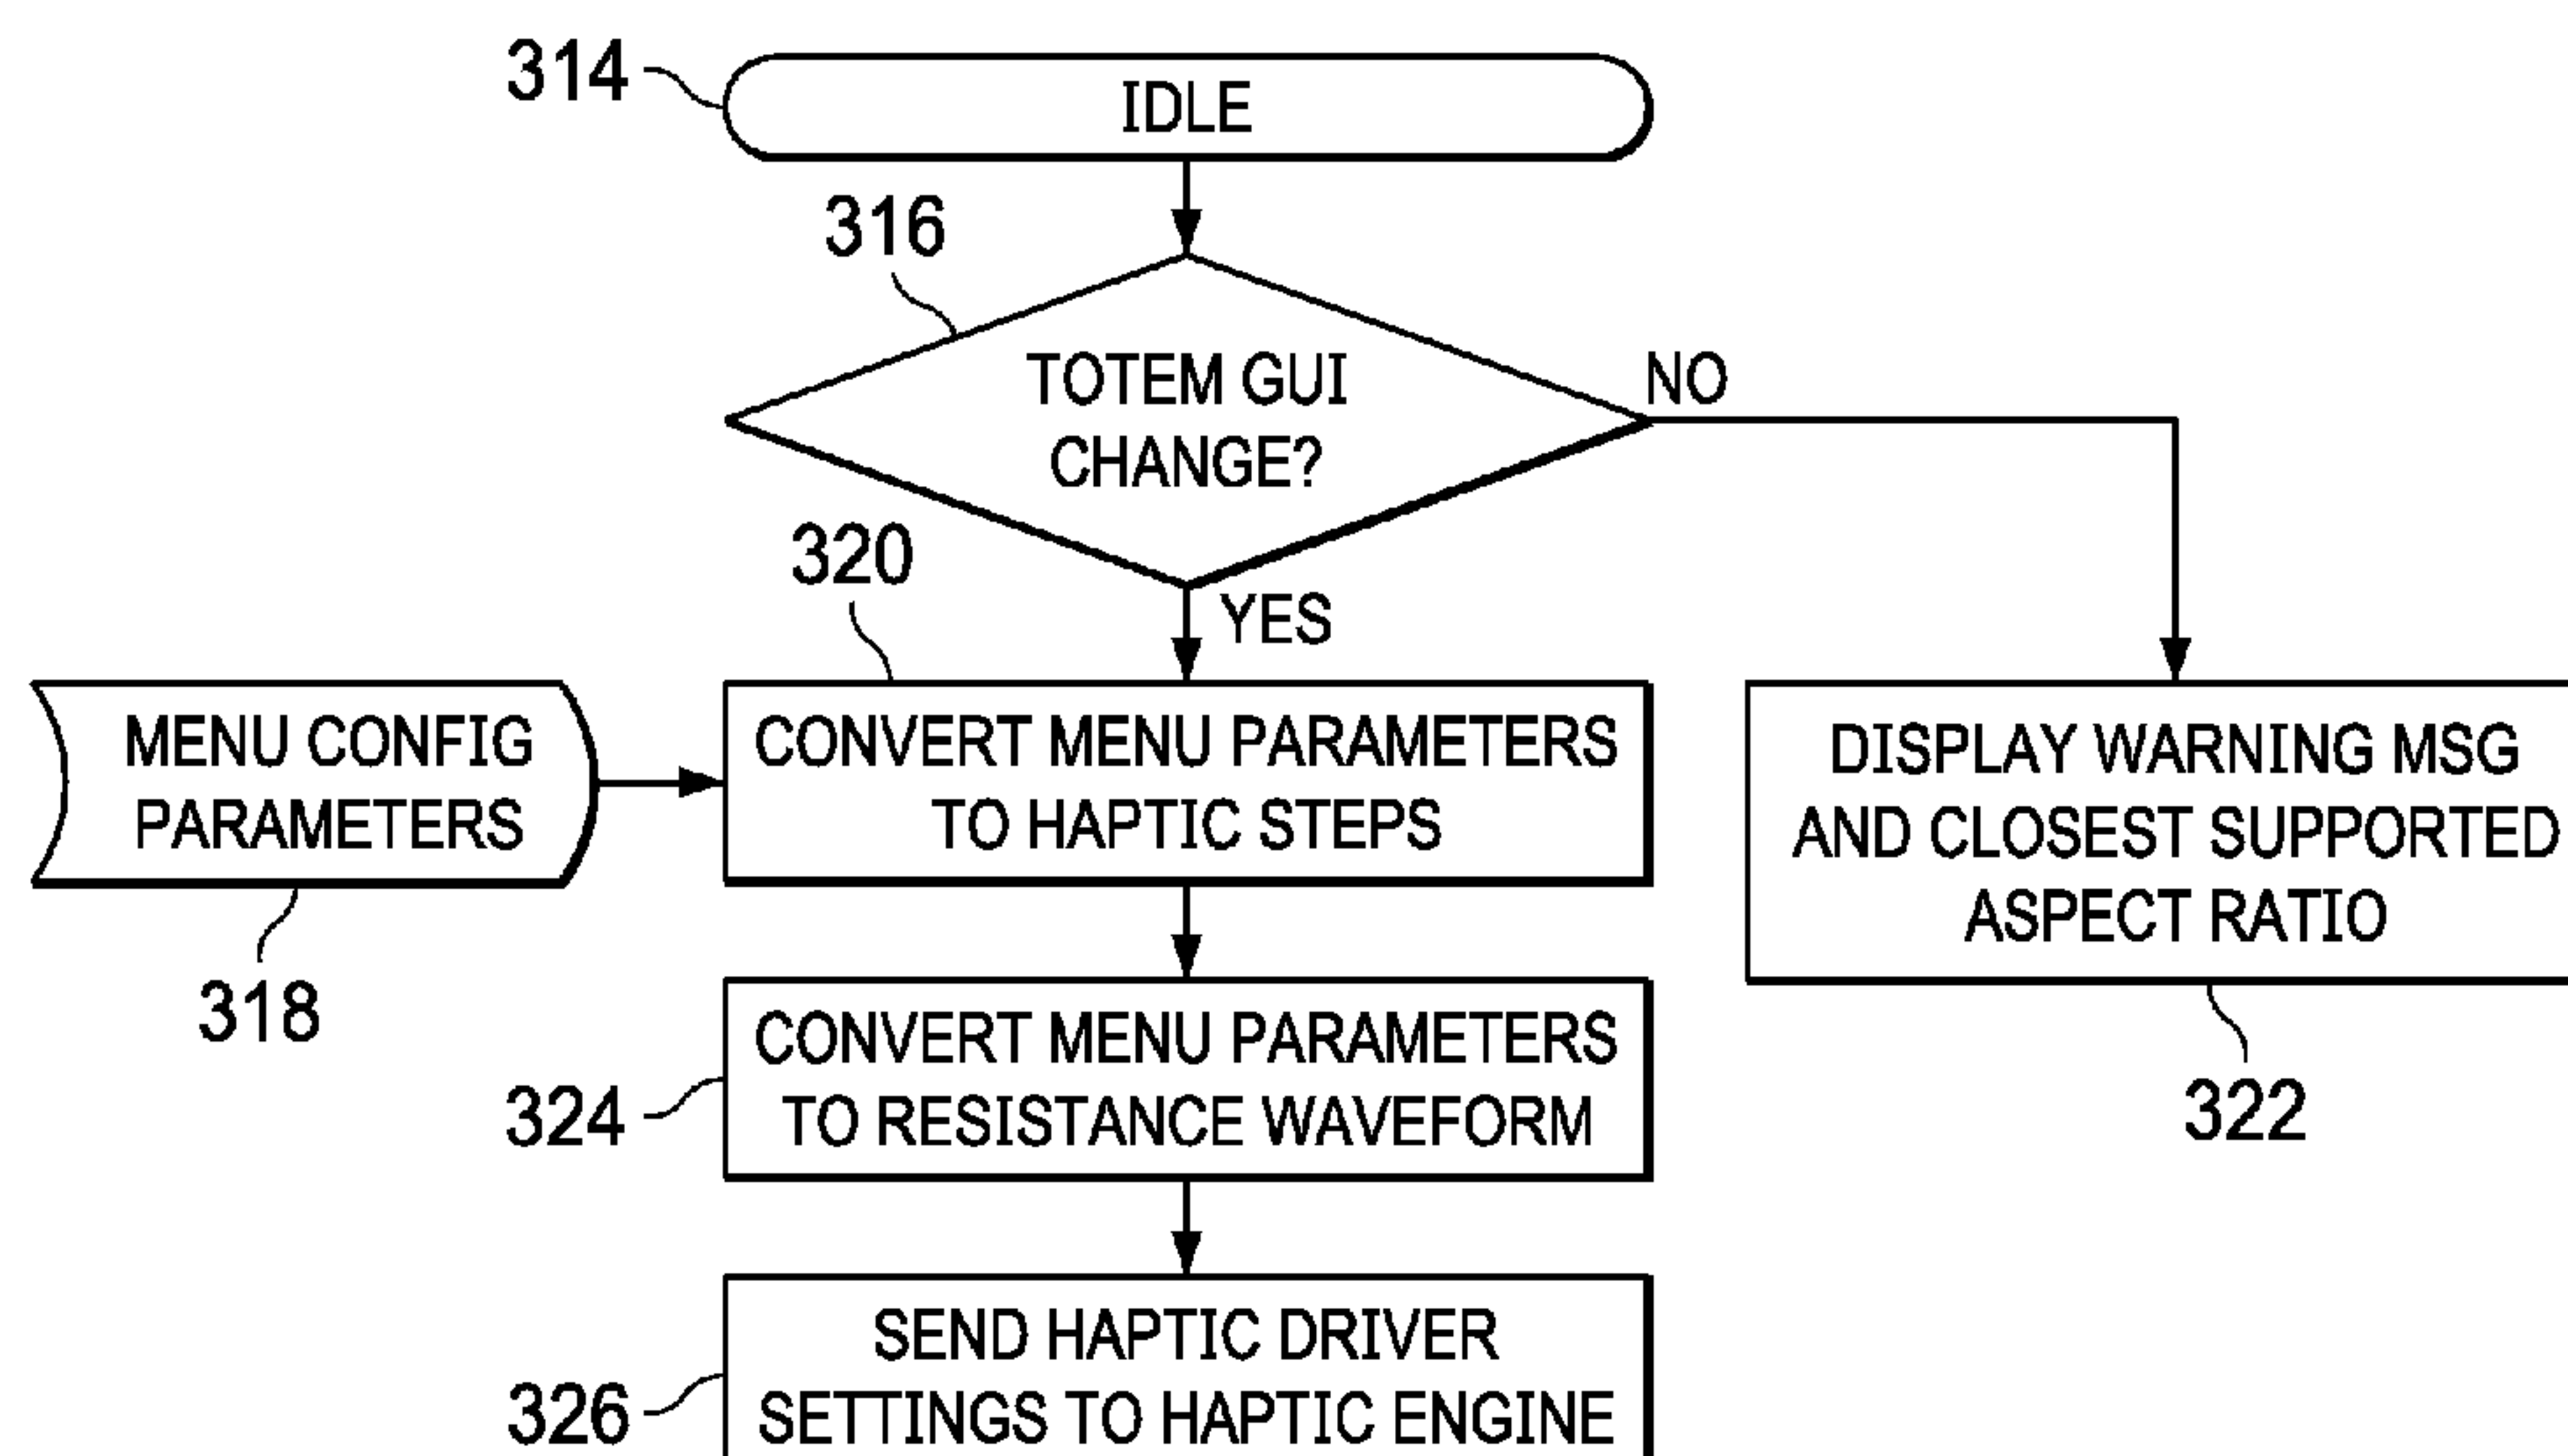 314
IDLE
316
TOTEM GUI
CHANGE?
NO
320
YES
MENU CONFIG
PARAMETERS
318
CONVERT MENU PARAMETERS
TO HAPTIC STEPS
DISPLAY WARNING MSG
AND CLOSEST SUPPORTED
ASPECT RATIO
322
324
CONVERT MENU PARAMETERS
TO RESISTANCE WAVEFORM
326
SEND HAPTIC DRIVER
SETTINGS TO HAPTIC ENGINE